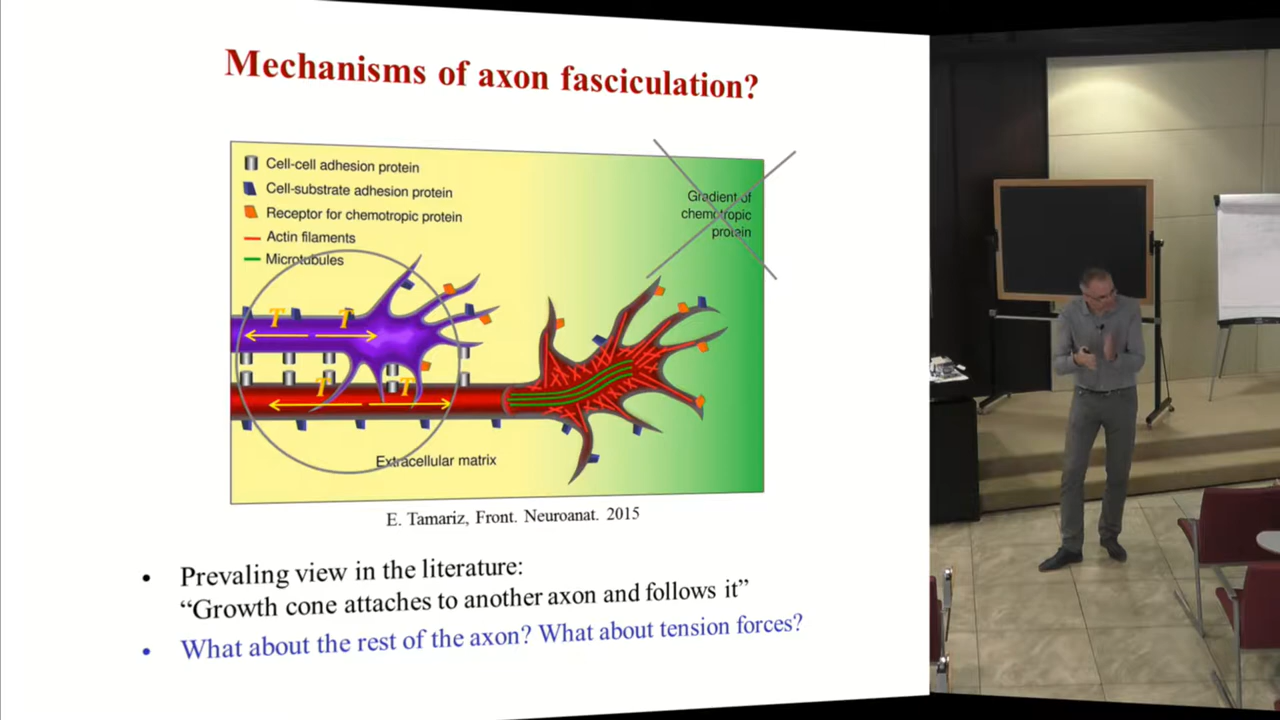 Mechanisms of axon fasciculation?
Cell-cell adhesion protein
Cell-substrate adhesion protein
Receptor for chemotropic protein
Actin filaments
Microtubules
Gradient of
chemotropic
protein
T T
T T
Extracellular matrix
E. Tamariz, Front. Neuroanat. 2015
• Prevaling view in the literature:
“Growth cone attaches to another axon and follows it”
• What about the rest of the axon? What about tension forces?